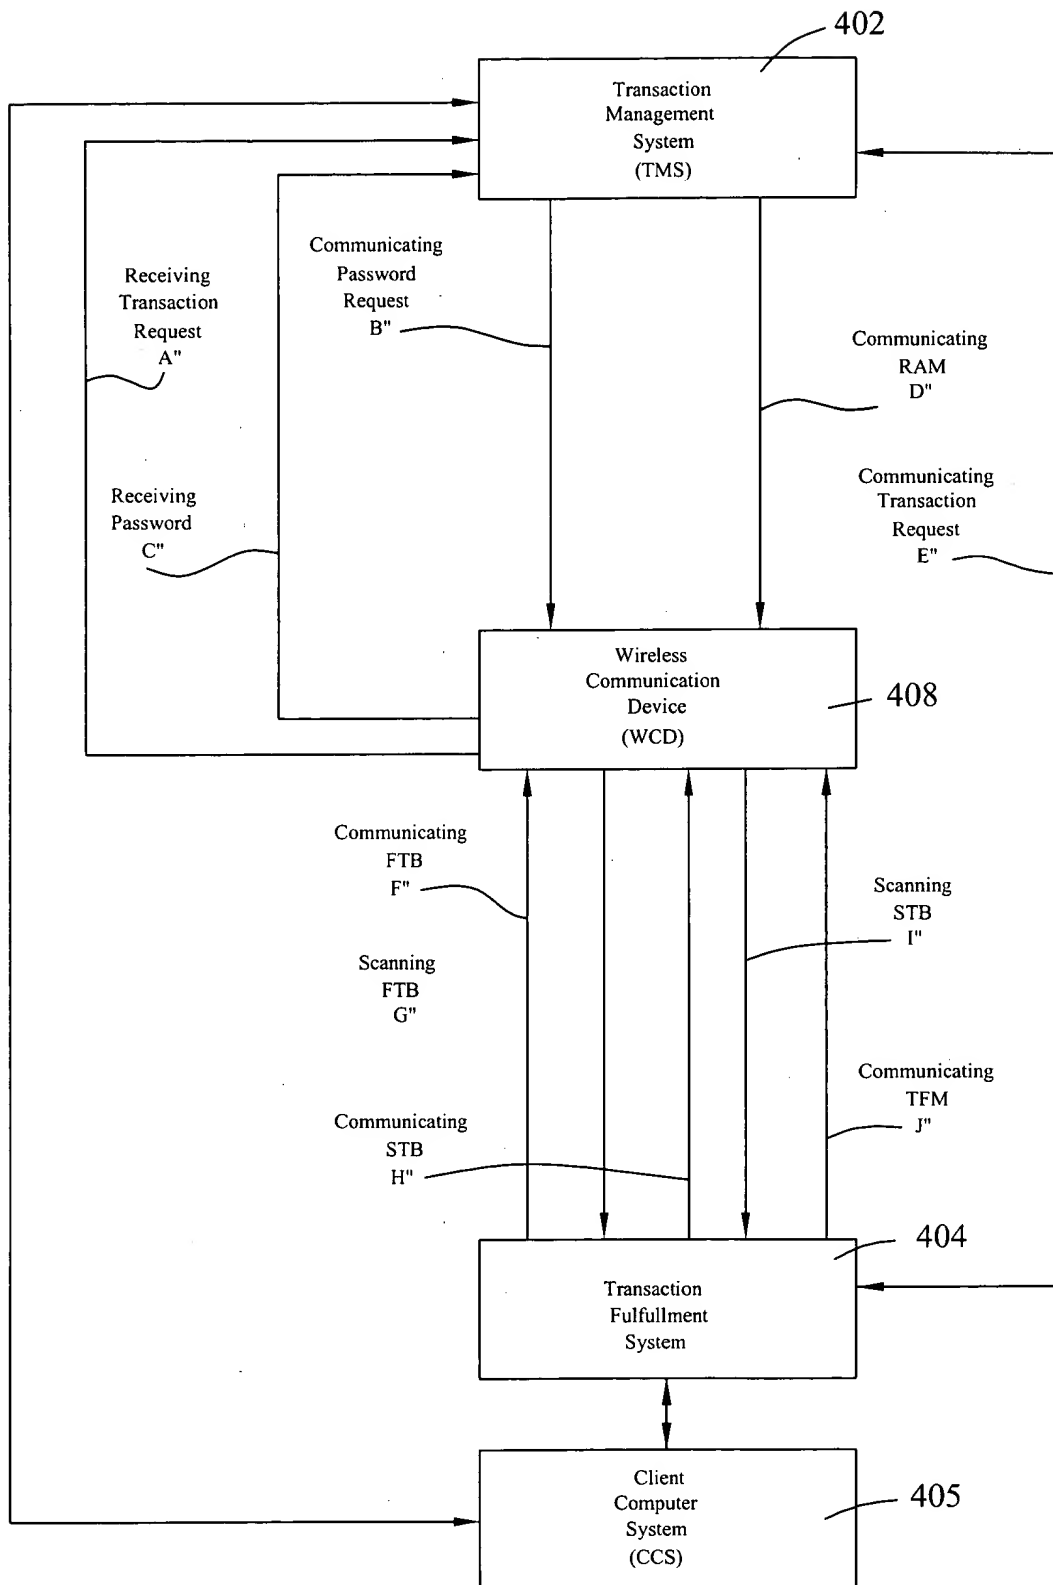 402
Transaction
Management
System
(TMS)
Communicating
Password
Request
B"
Receiving
Transaction
Request
A"
Communicating
RAM
D"
Receiving
Password
C"
Communicating
Transaction
Request
E"
Wireless
Communication
Device
(WCD)
408
Communicating
FTB
F"
Scanning
STB
I"
Scanning
FTB
G"
Communicating
TFM
J"
Communicating
STB
H"
404
Transaction
Fulfullment
System
Client
Computer
System
(CCS)
405